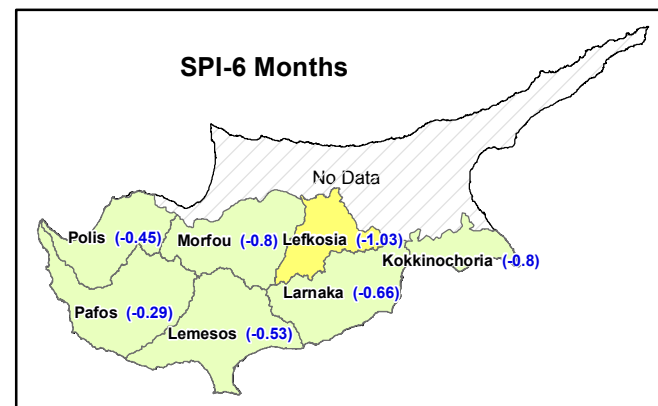 SPI-6 Months
No Data
Polis (-0.45)
Morfou (-0.8)
Lefkosia (-1.03)
Kokkinochoria (-0.8)
Larnaka (-0.66)
Pafos (-0.29)
Lemesos (-0.53)